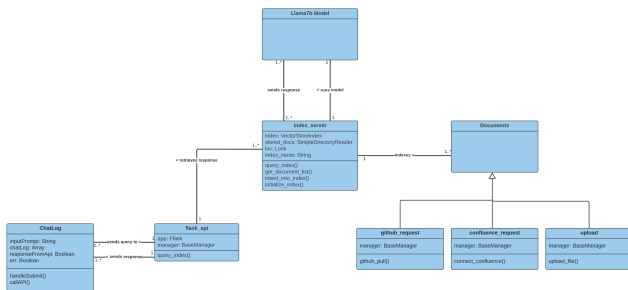 Llama7b Model
1..*
1
sends response
< runs model
1..*
1
index_server
index: VectorStoreIndex
stored_docs: SimpleDirectoryReader
loc: Lock
index_name: String
query_index()
get_document_list()
insert_into_index()
initialize_index()
1..*
1
indexes >
1..*
Documents
< retrieves response
1
ChatLog
inputPrompt: String
chatLog: Array
responseFromApi: Boolean
err: Boolean
handleSubmit()
callAPI()
1..*
sends query to >
1
1..*
< sends response
1
flask_api
app: Flask
manager: BaseManager
query_index()
github_request
manager: BaseManager
github_pull()
confluence_request
manager: BaseManager
connect_confluence()
upload
manager: BaseManager
upload_file()